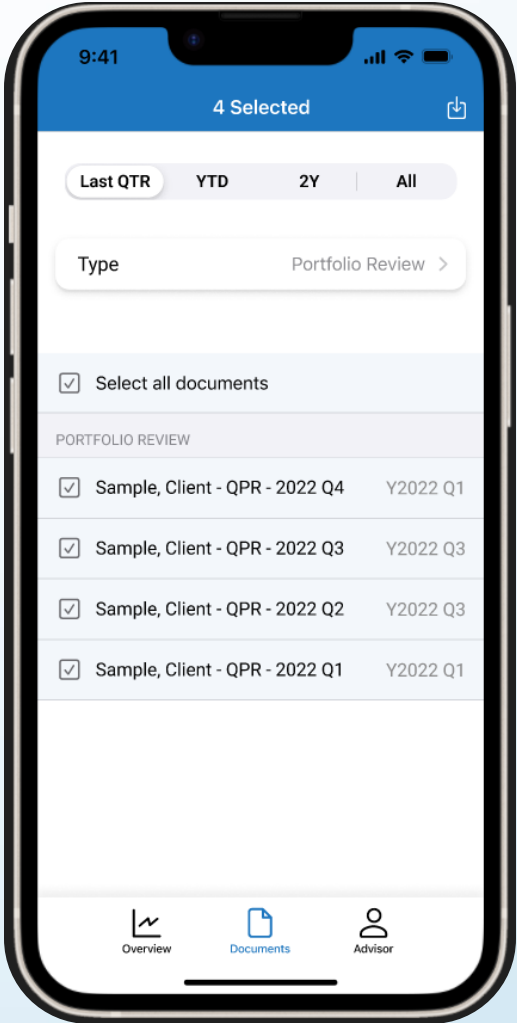 9:41
4 Selected
Last QTR YTD 2Y All
Type Portfolio Review
Select all documents
PORTFOLIO REVIEW
Sample, Client - QPR - 2022 Q4 Y2022 Q1
Sample, Client - QPR - 2022 Q3 Y2022 Q3
Sample, Client - QPR - 2022 Q2 Y2022 Q3
Sample, Client - QPR - 2022 Q1 Y2022 Q1
Overview Documents Advisor